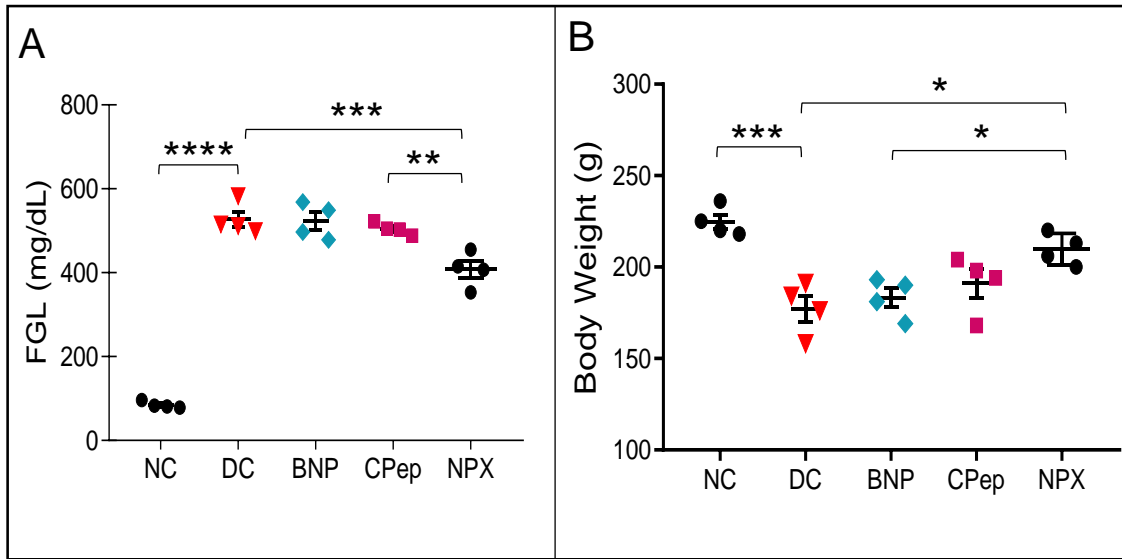 A
FGL (mg/dL)
800
600
400
200
0
****
***
**
NC DC BNP CPep NPX
B
Body Weight (g)
300
250
200
150
100
***
*
*
NC DC BNP CPep NPX